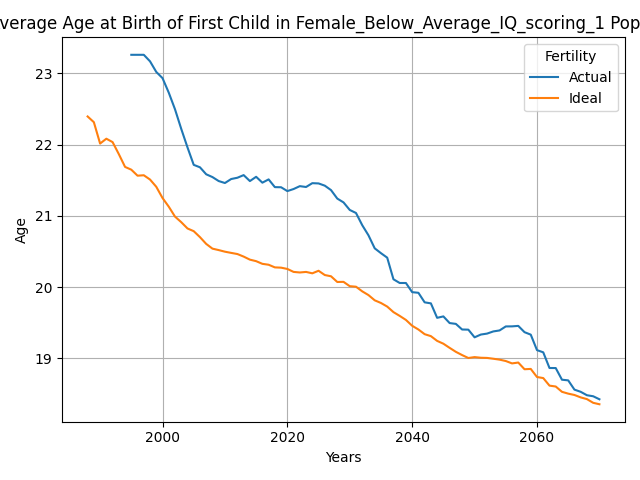 verage Age at Birth of First Child in Female_Below_Average_IQ_scoring_1 Pop
Fertility
Actual
Ideal
23
22
21
20
19
Age
2000
2020
2040
2060
Years